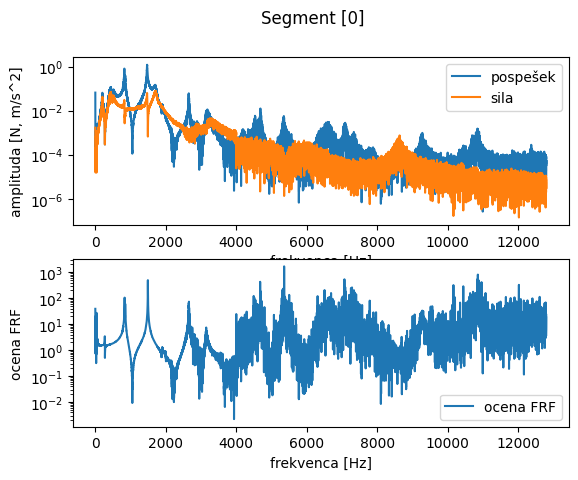 Segment [0]
amplituda [N, m/s^2]
10^0
10^-2
10^-4
10^-6
pospešek
sila
0 2000 4000 6000 8000 10000 12000
frekvenca [Hz]
ocena FRF
10^3
10^2
10^1
10^0
10^-1
10^-2
ocena FRF
0 2000 4000 6000 8000 10000 12000
frekvenca [Hz]